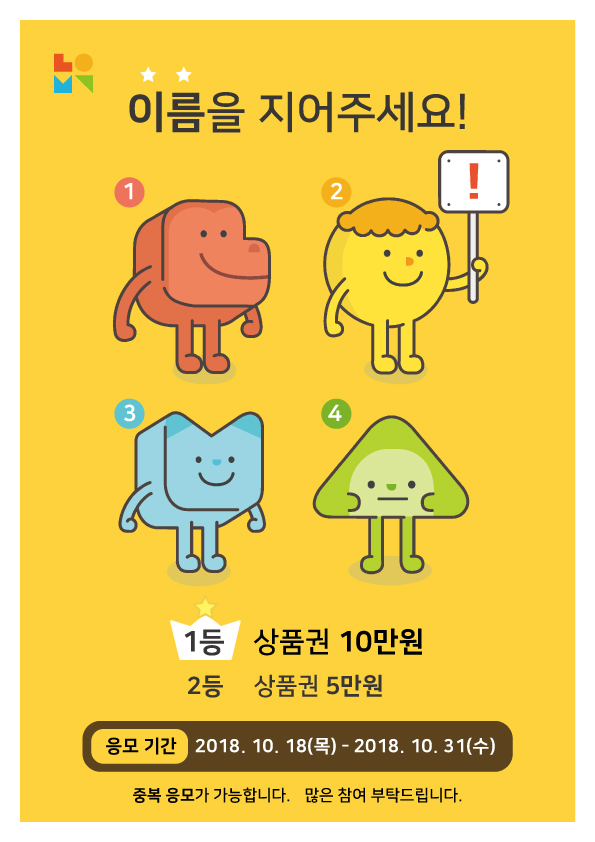 이름을 지어주세요!
1
2
!
3
4
1등 상품권 10만원
2등 상품권 5만원
응모 기간 2018. 10. 18(목) - 2018. 10. 31(수)
중복 응모가 가능합니다. 많은 참여 부탁드립니다.